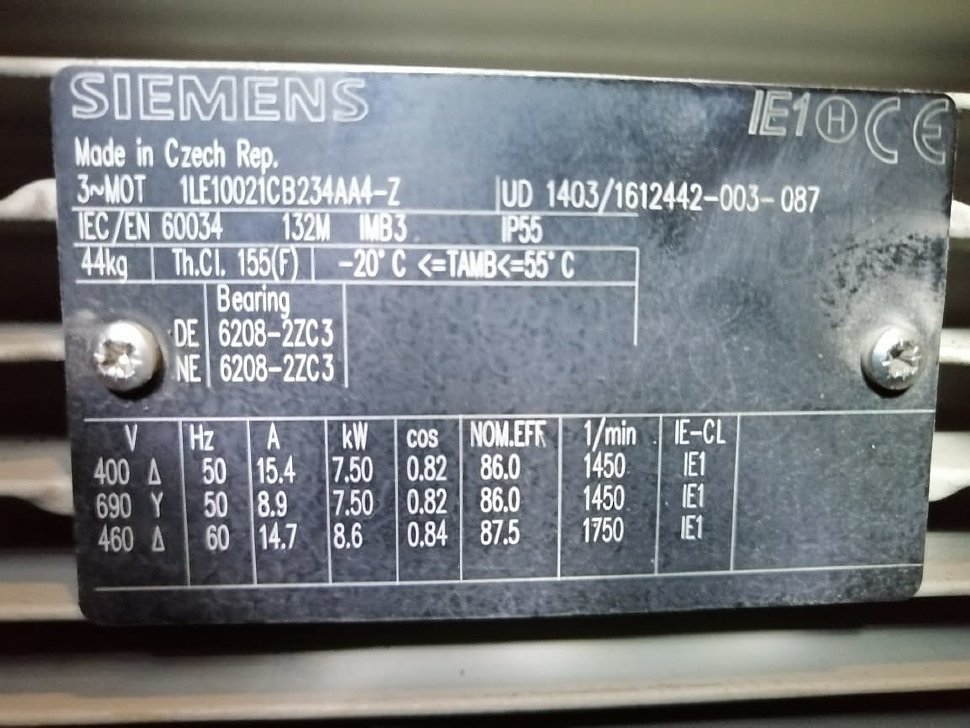 SIEMENS IE1 H CE
Made in Czech Rep.
3~MOT 1LE10021CB234AA4-Z UD 1403/1612442-003-087
IEC/EN 60034 132M IMB3 IP55
44kg Th.Cl. 155(F) -20°C <=TAMB<=55°C
Bearing
DE 6208-2ZC3
NE 6208-2ZC3
V Hz A kW cos NOM.EFF 1/min IE-CL
400 Δ 50 15.4 7.50 0.82 86.0 1450 IE1
690 Y 50 8.9 7.50 0.82 86.0 1450 IE1
460 Δ 60 14.7 8.6 0.84 87.5 1750 IE1